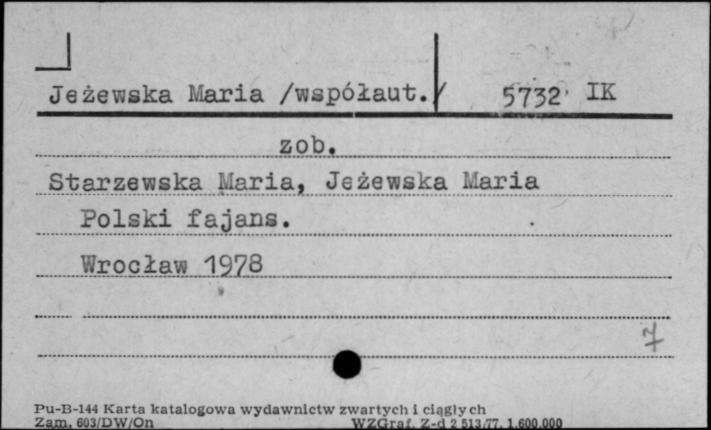 Jeżewska Maria /współaut./ 5732 IK
zob.
Starzewska Maria, Jeżewska Maria
Polski fajans.
Wrocław 1978
7
Pu-B-144 Karta katalogowa wydawnictw zwartych i ciągłych
Zam. 603/DW/On WZGraf. Z-d 2 513/77. 1.600.000